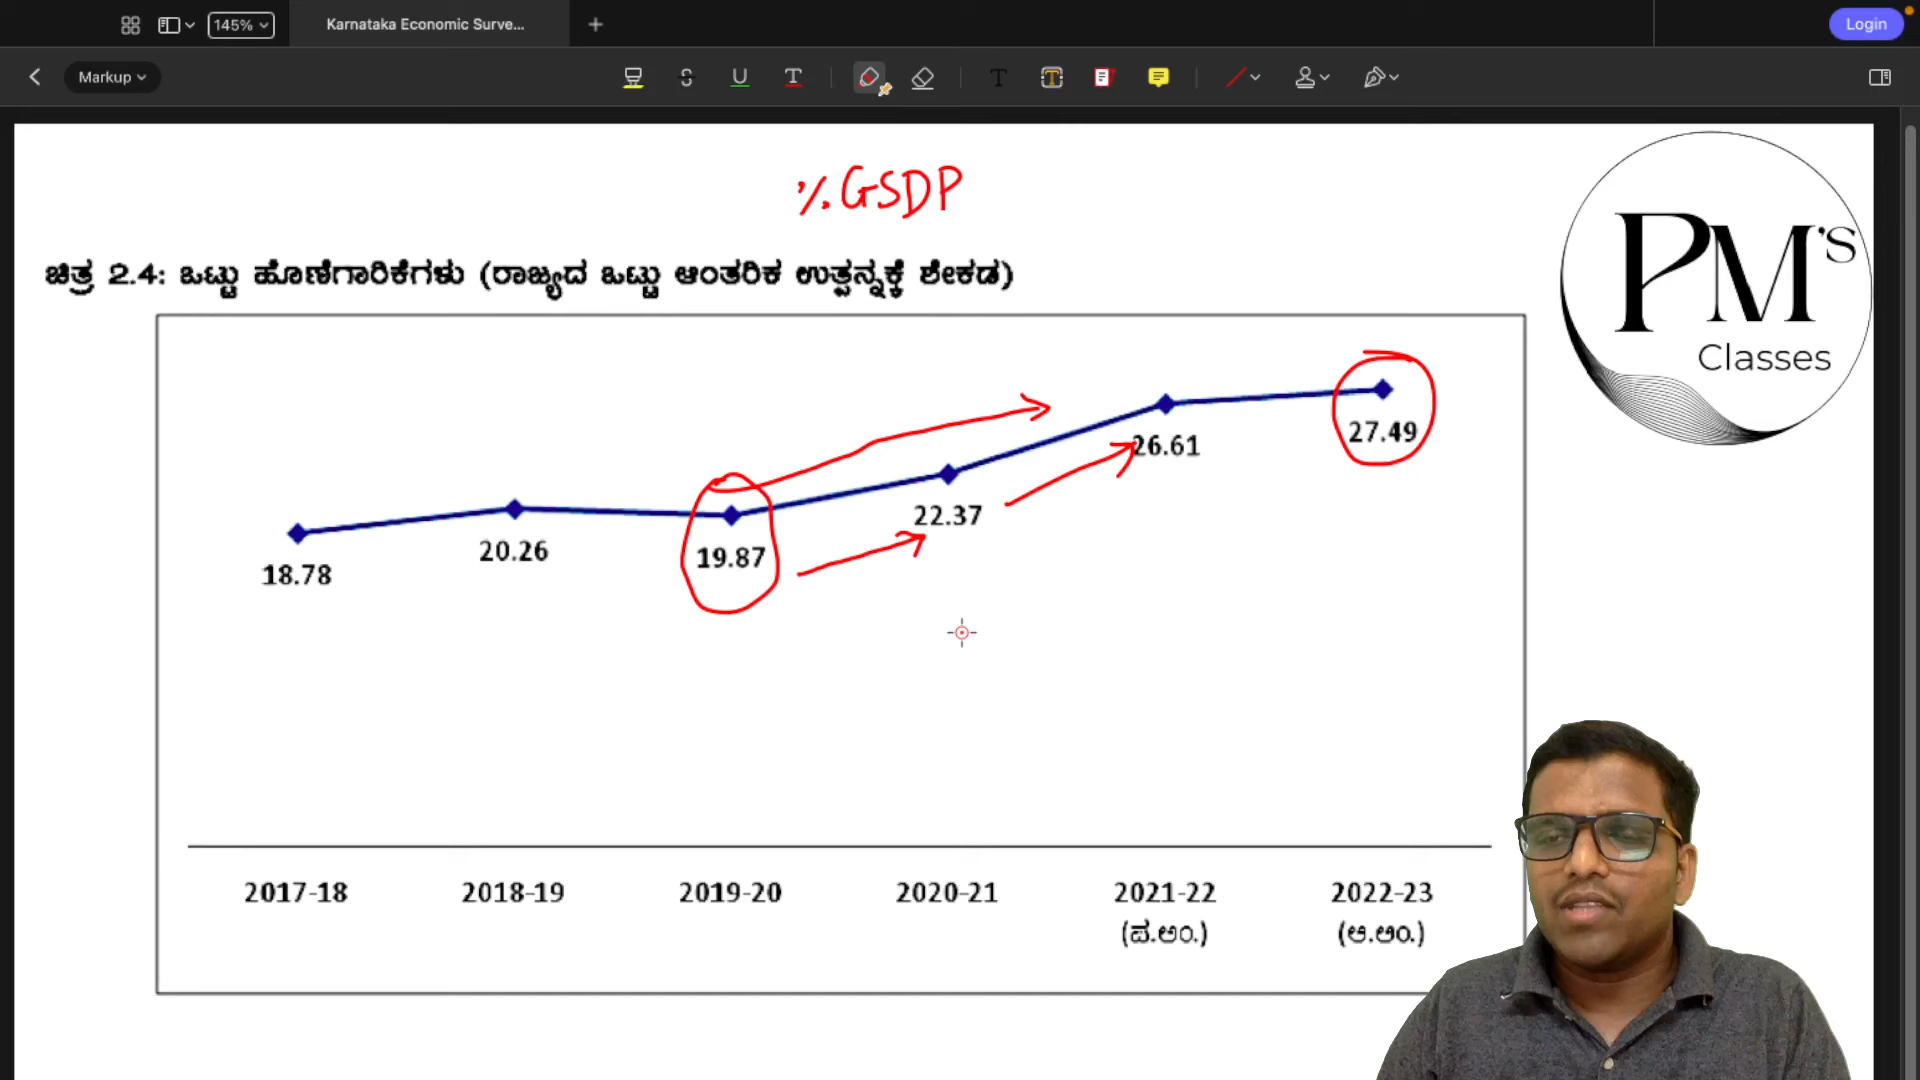 145%
Karnataka Economic Surve...
+
Login
Markup
S
U
T
T
T
% GSDP
PM's
Classes
ಚಿತ್ರ 2.4: ಒಟ್ಟು ಹೊಣೆಗಾರಿಕೆಗಳು (ರಾಜ್ಯದ ಒಟ್ಟು ಆಂತರಿಕ ಉತ್ಪನ್ನಕ್ಕೆ ಶೇಕಡ)
27.49
26.61
22.37
19.87
20.26
18.78
2017-18 2018-19 2019-20 2020-21 2021-22 2022-23
(ಪ.ಅಂ.) (ಆ.ಅಂ.)